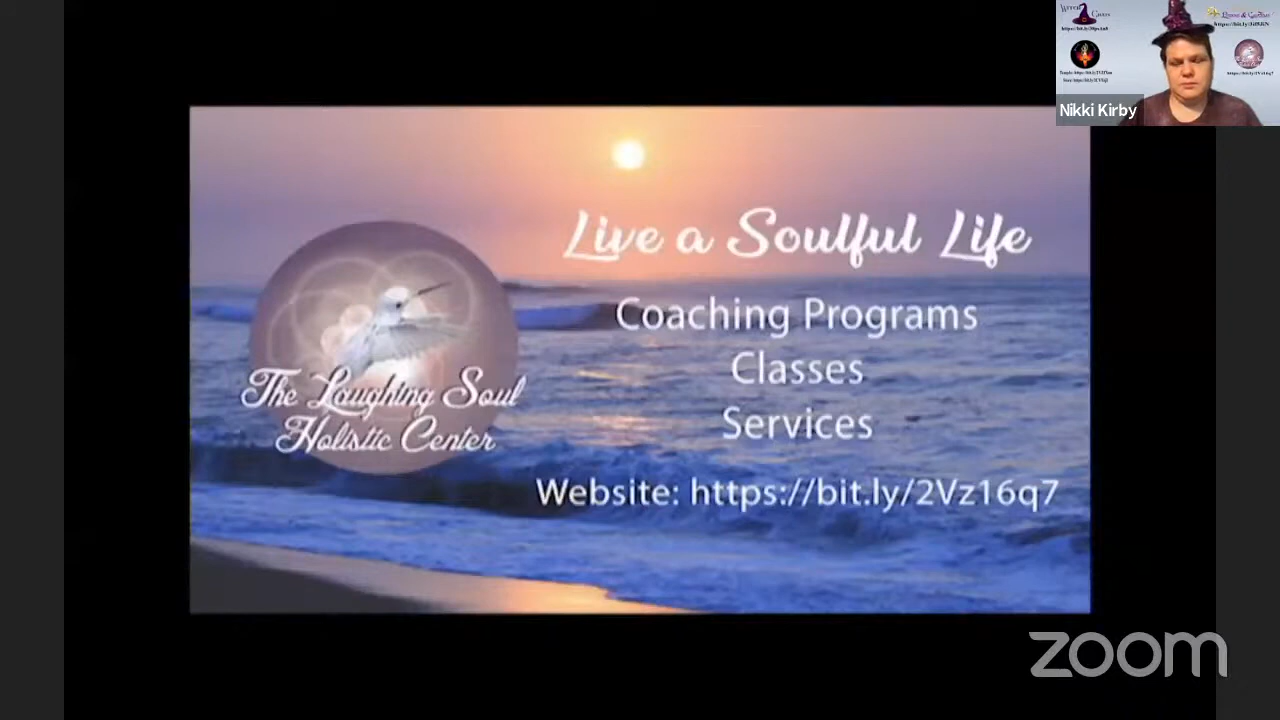 Nikki Kirby
Live a Soulful Life
Coaching Programs
Classes
Services
The Laughing Soul
Holistic Center
Website: https://bit.ly/2Vz16q7
zoom